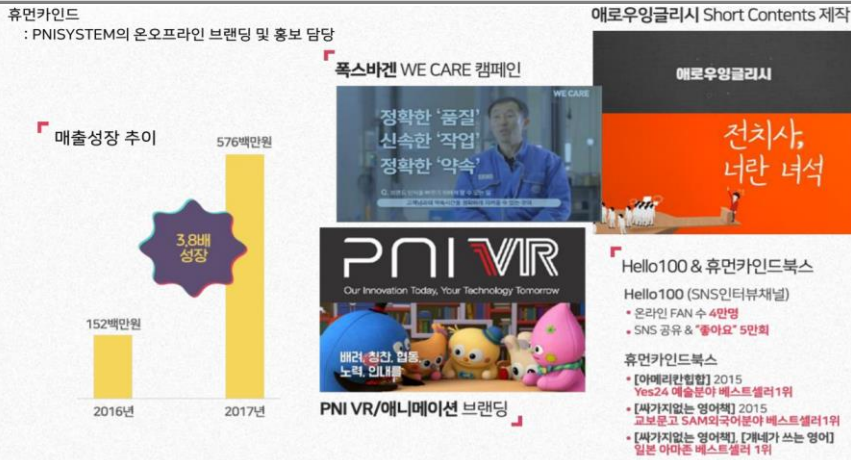 휴먼카인드
: PNISYSTEM의 온오프라인 브랜딩 및 홍보 담당
매출성장 추이
576백만원
3.8배
성장
152백만원
2016년
2017년
폭스바겐 WE CARE 캠페인
WE CARE
정확한 '품질'
신속한 '작업'
정확한 '약속'
PNI VR
Our Innovation Today, Your Technology Tomorrow
배려, 칭찬, 협동,
노력, 인내를
PNI VR/애니메이션 브랜딩
애로우잉글리시 Short Contents 제작
애로우잉글리시
전치사,
너란 녀석
Hello100 & 휴먼카인드북스
Hello100 (SNS인터뷰채널)
• 온라인 FAN 수 4만명
• SNS 공유 & "좋아요" 5만회
휴먼카인드북스
• [아메리칸힙합] 2015
Yes24 예술분야 베스트셀러1위
• [싸가지없는 영어책] 2015
교보문고 SAM외국어분야 베스트셀러1위
• [싸가지없는 영어책], [걔네가 쓰는 영어]
일본 아마존 베스트셀러 1위